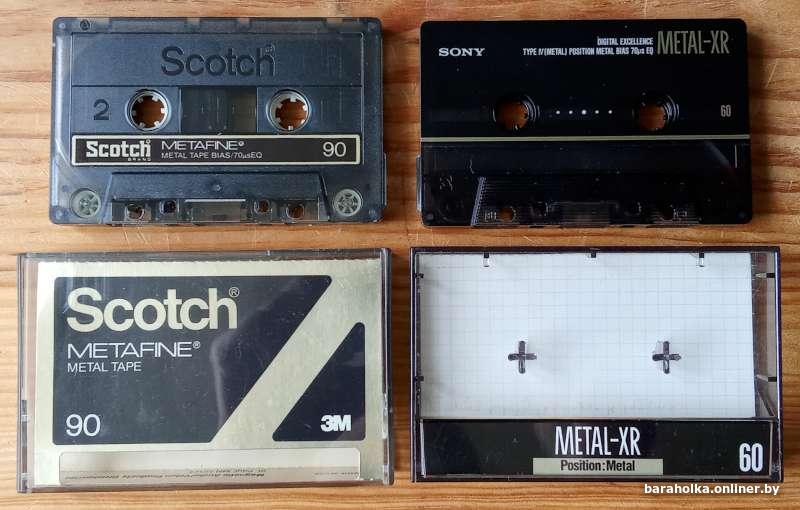 Scotch®
2
Scotch® METAFINE®
BRAND METAL TAPE BIAS/70µsEQ
90
SONY
DIGITAL EXCELLENCE
TYPE IV(METAL) POSITION METAL BIAS 70µs EQ
METAL-XR
60
Scotch®
METAFINE®
METAL TAPE
90
3M
METAL-XR
Position:Metal
60
baraholka.onliner.by